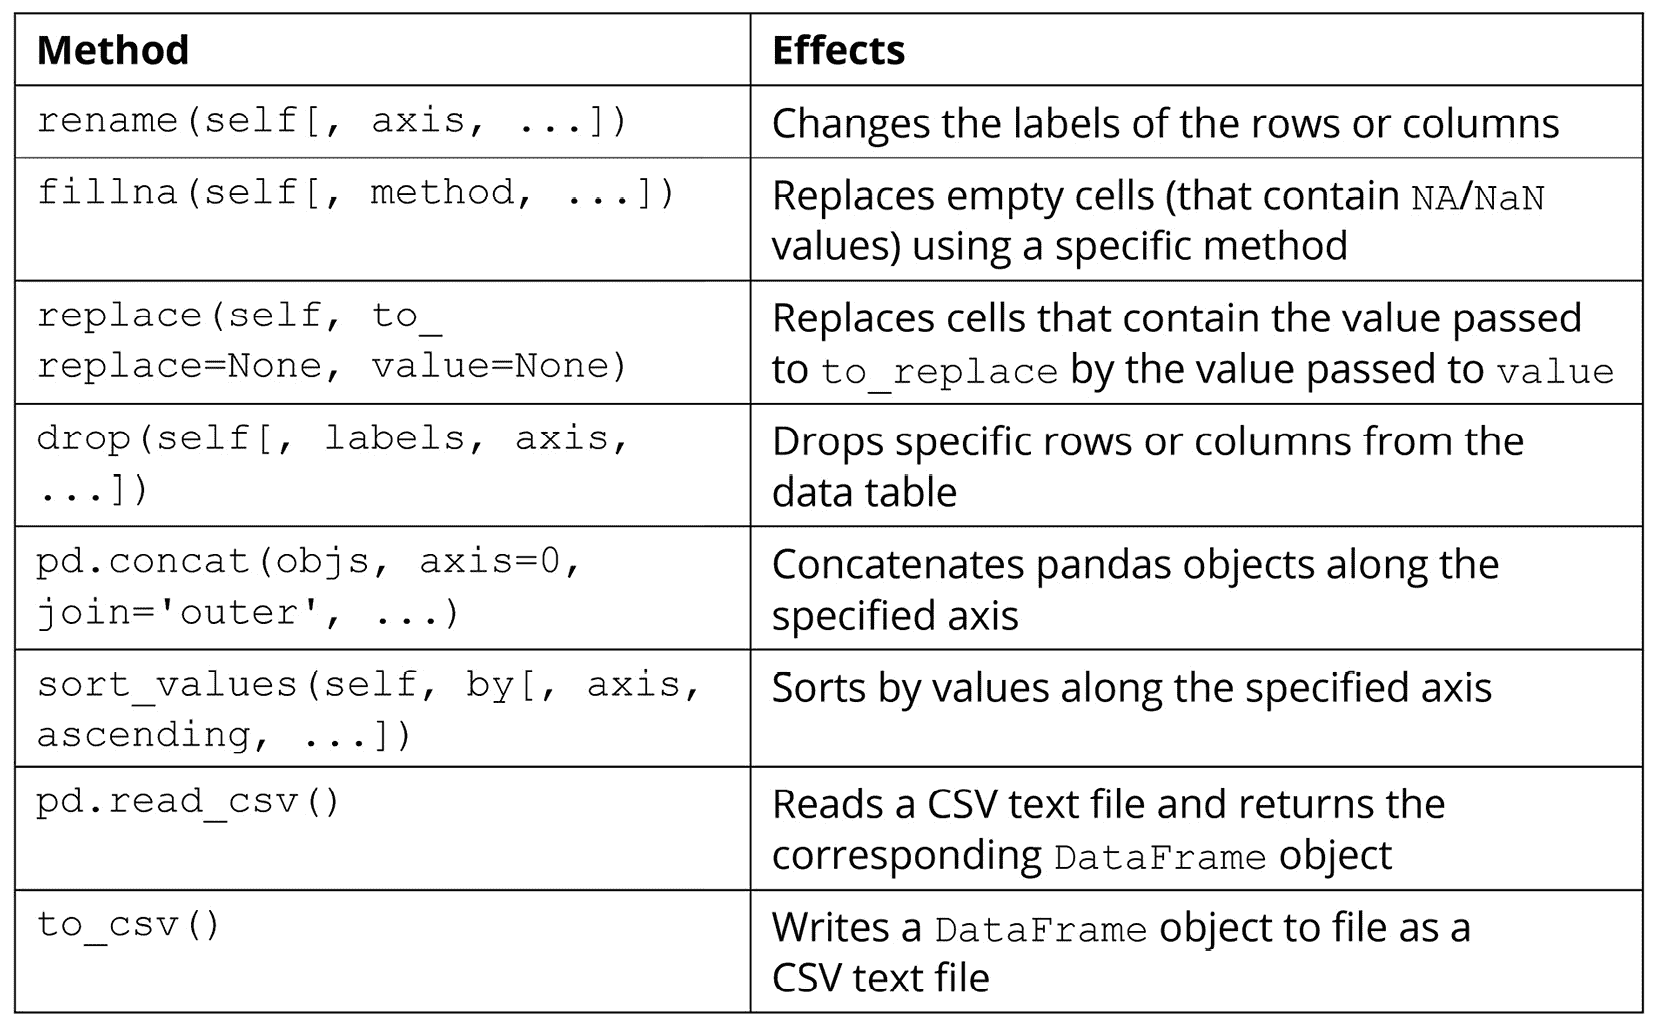 Method
Effects
rename(self[, axis, ...])
Changes the labels of the rows or columns
fillna(self[, method, ...])
Replaces empty cells (that contain NA/NaN
values) using a specific method
replace(self, to_
replace=None, value=None)
Replaces cells that contain the value passed
to to_replace by the value passed to value
drop(self[, labels, axis,
...])
Drops specific rows or columns from the
data table
pd.concat(objs, axis=0,
join='outer', ...)
Concatenates pandas objects along the
specified axis
sort_values(self, by[, axis,
ascending, ...])
Sorts by values along the specified axis
pd.read_csv()
Reads a CSV text file and returns the
corresponding DataFrame object
to_csv()
Writes a DataFrame object to file as a
CSV text file